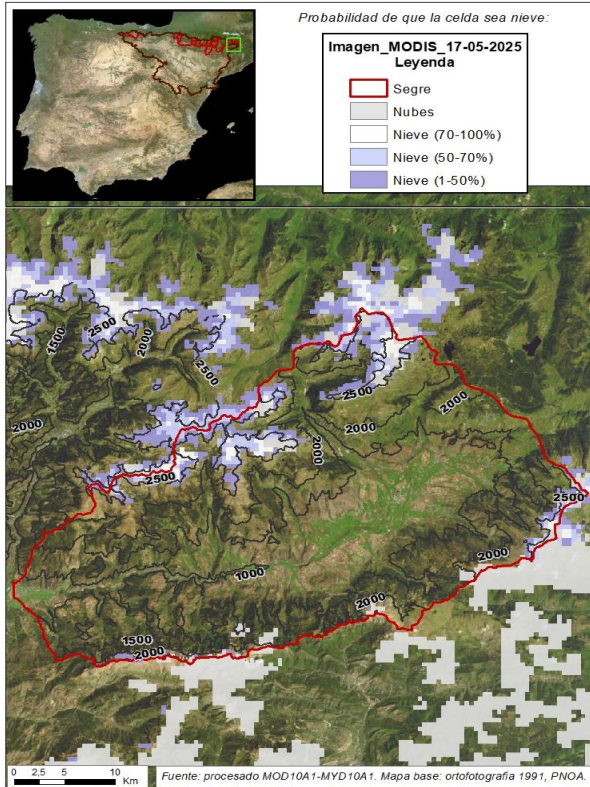 Probabilidad de que la celda sea nieve:
Imagen_MODIS_17-05-2025
Leyenda
Segre
Nubes
Nieve (70-100%)
Nieve (50-70%)
Nieve (1-50%)
2500
1500
2000
2500
2000
2500
2000
2000
2000
2500
2500
1000
2000
2000
1500
2000
0 2,5 5 10
Km
Fuente: procesado MOD10A1-MYD10A1. Mapa base: ortofotografia 1991, PNOA.